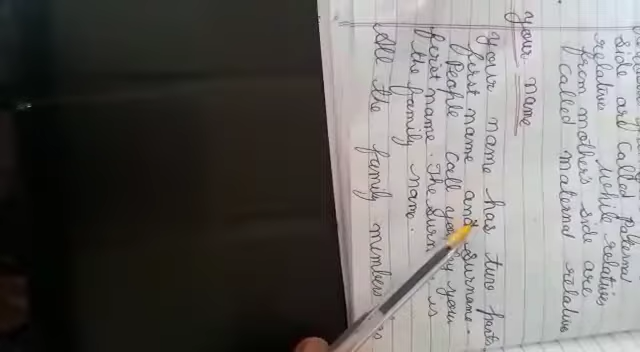 side are called Paternal
relative while relatives
from mother's side are
called maternal relative
your name
your name has two parts
first name and surname.
People call you by your
first name. The surn is
the family name.
All the family members